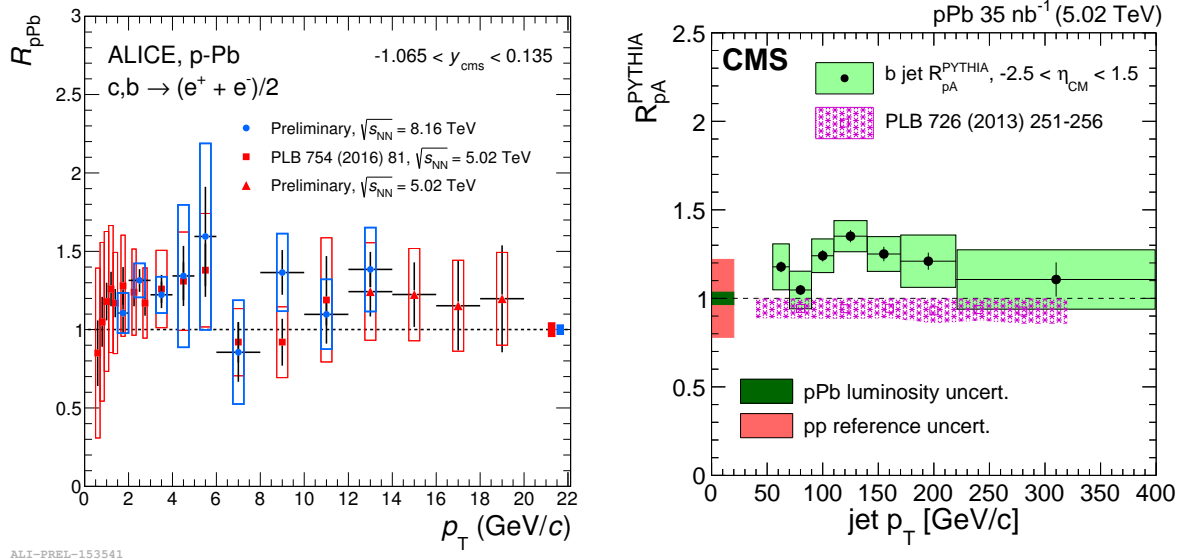 ALICE, p-Pb
-1.065 < y_cms < 0.135
c,b → (e⁺ + e⁻)/2
Preliminary, √s_NN = 8.16 TeV
PLB 754 (2016) 81, √s_NN = 5.02 TeV
Preliminary, √s_NN = 5.02 TeV
R_pPb
3
2.5
2
1.5
1
0.5
0
0 2 4 6 8 10 12 14 16 18 20 22
p_T (GeV/c)
ALI-PREL-153541
pPb 35 nb⁻¹ (5.02 TeV)
CMS
b jet R_pA^PYTHIA, -2.5 < η_CM < 1.5
PLB 726 (2013) 251-256
R_pA^PYTHIA
2.5
2
1.5
1
0.5
0
pPb luminosity uncert.
pp reference uncert.
0 50 100 150 200 250 300 350 400
jet p_T [GeV/c]